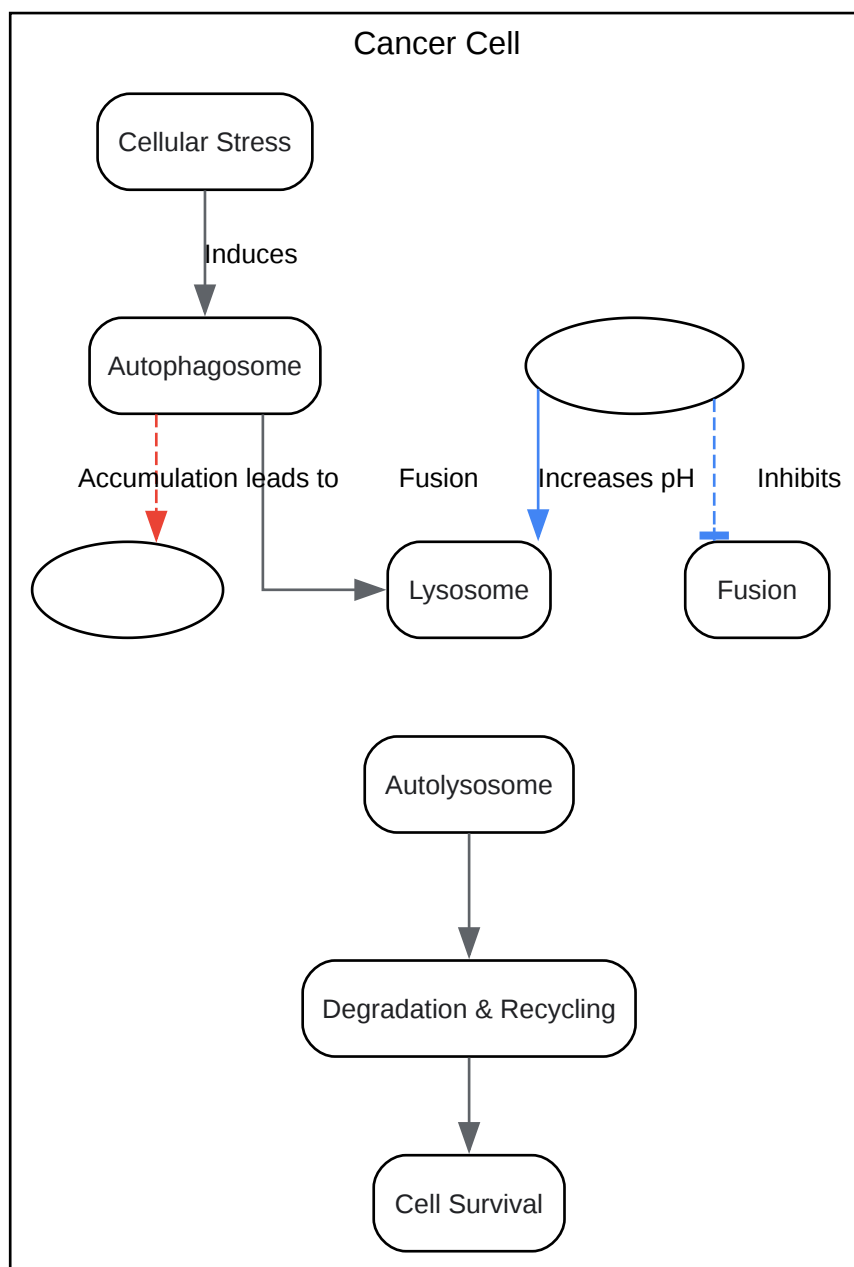 Cancer Cell
Cellular Stress
Induces
Autophagosome
Accumulation leads to
Fusion
Increases pH
Inhibits
Lysosome
Fusion
Autolysosome
Degradation & Recycling
Cell Survival